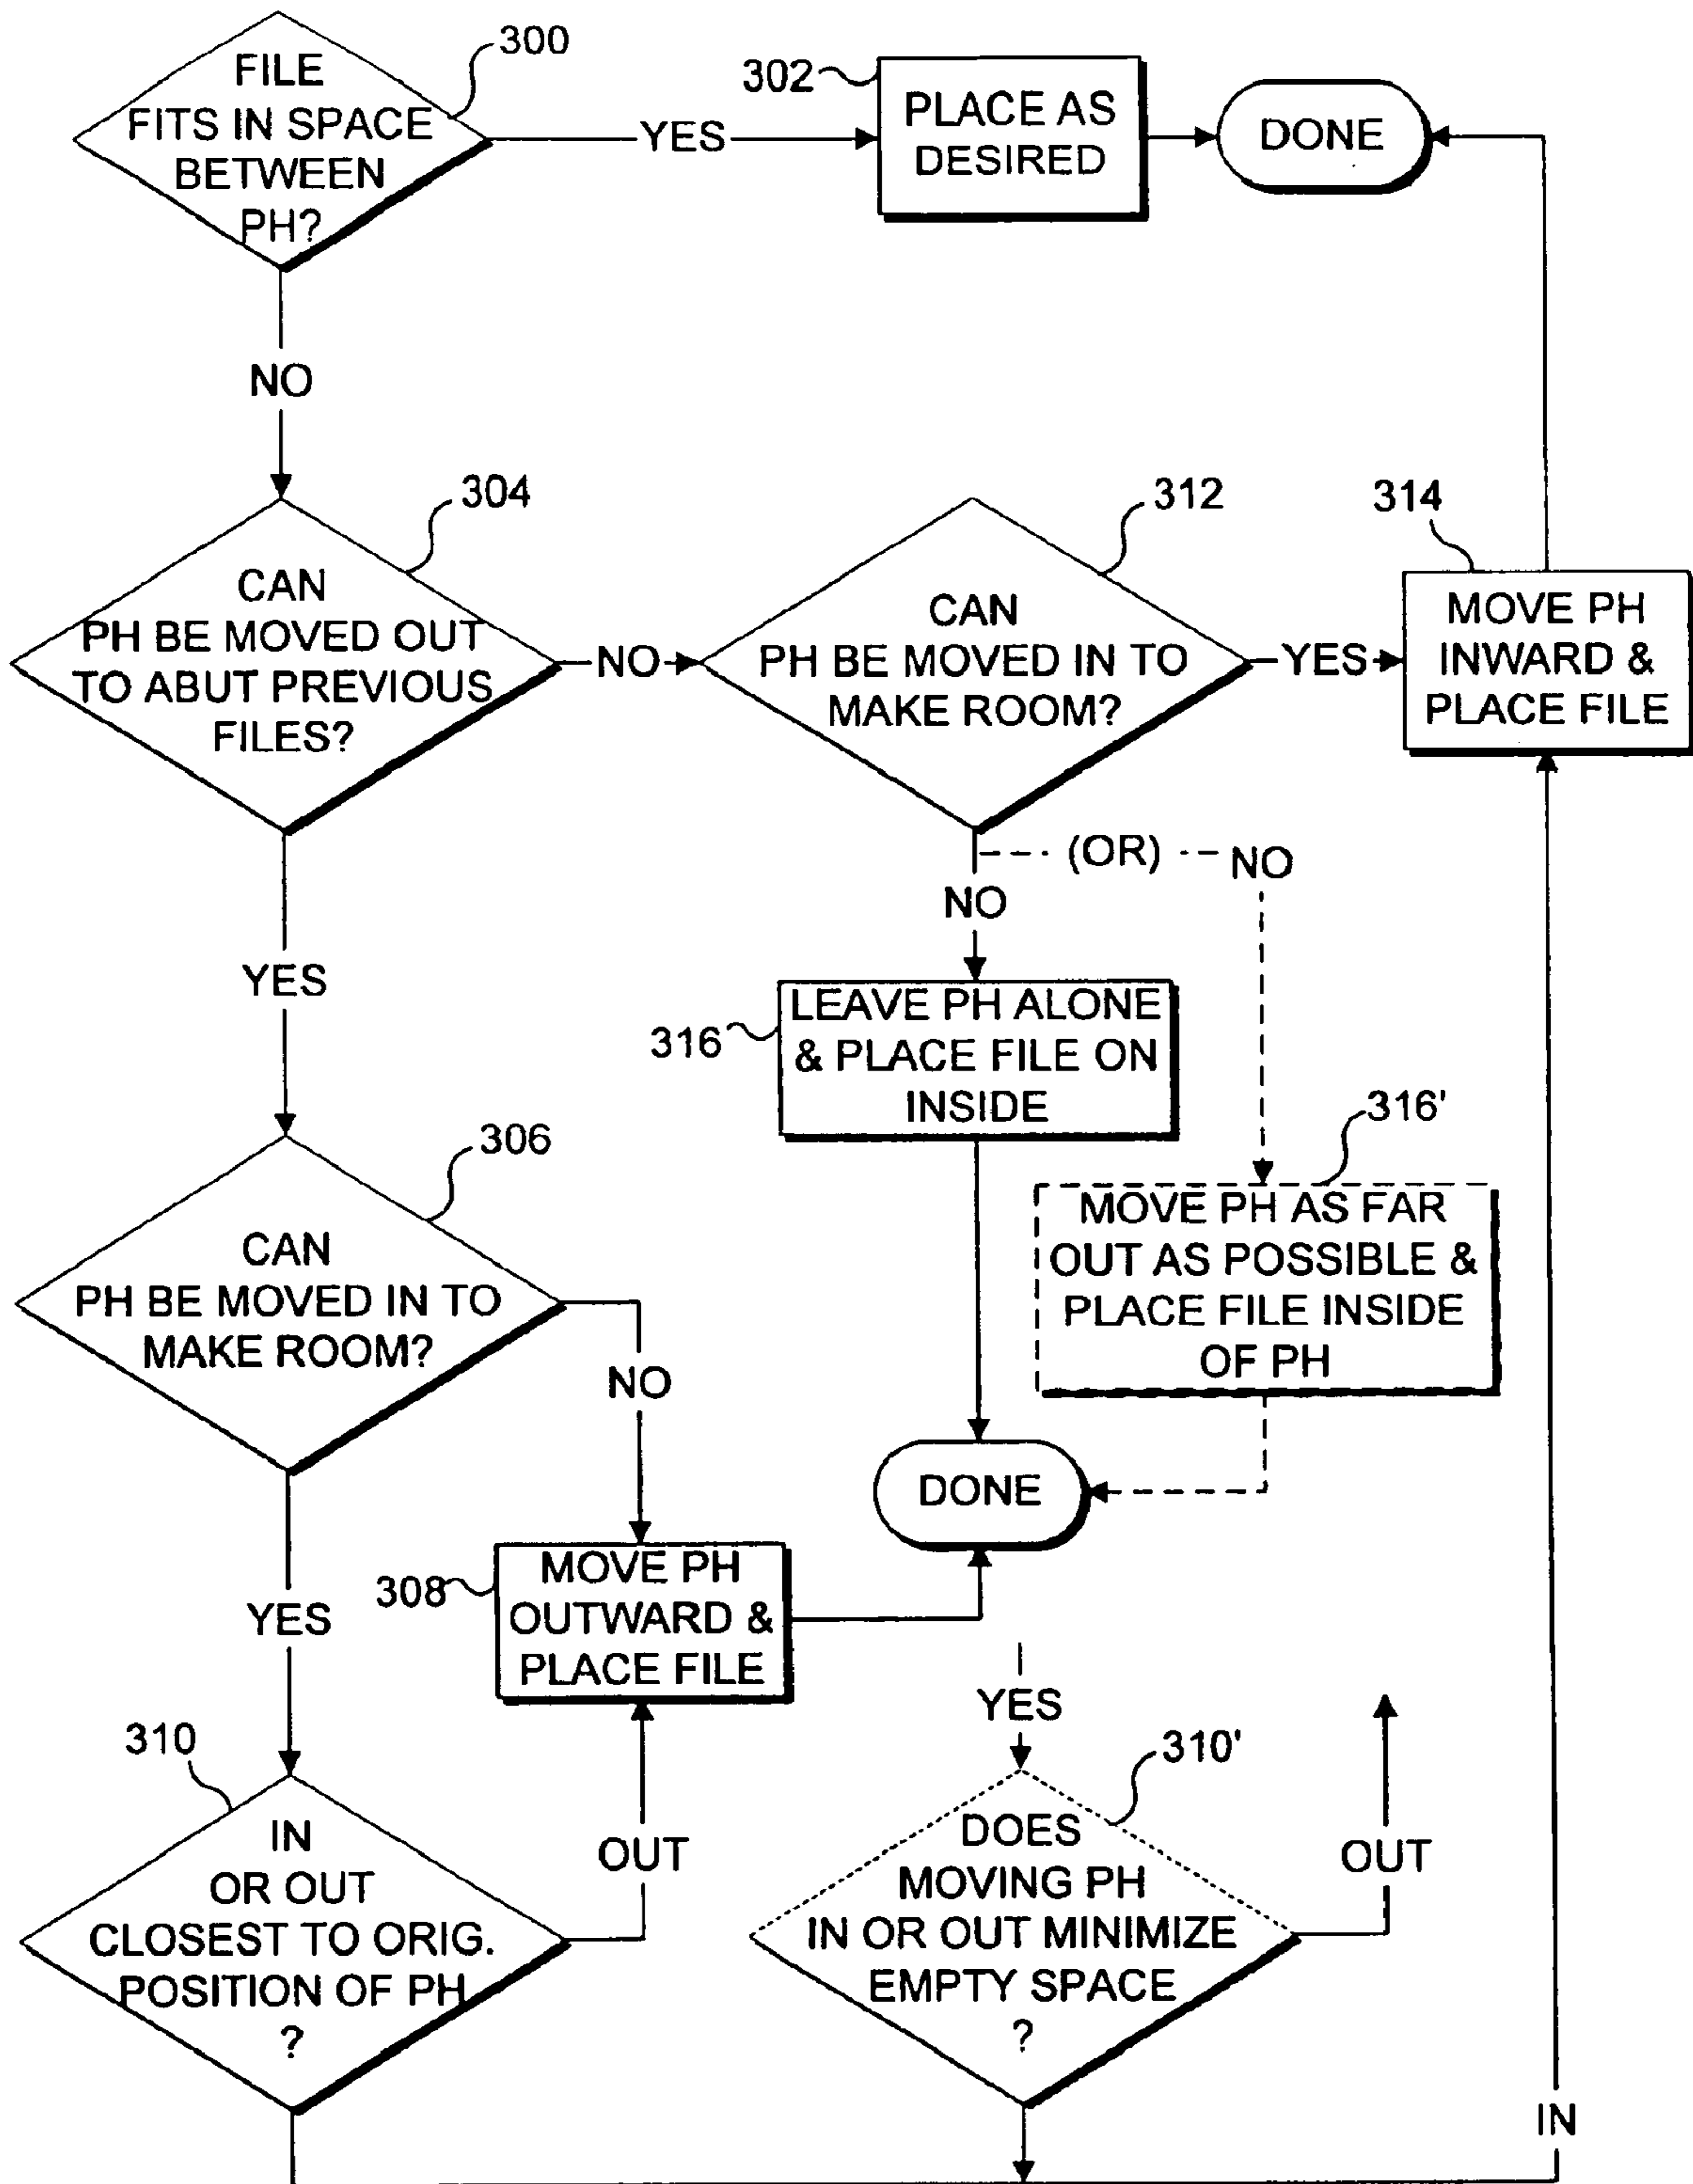 300
FILE
FITS IN SPACE
BETWEEN
PH?
YES
302
PLACE AS
DESIRED
DONE
NO
304
CAN
PH BE MOVED OUT
TO ABUT PREVIOUS
FILES?
NO
312
CAN
PH BE MOVED IN TO
MAKE ROOM?
YES
314
MOVE PH
INWARD &
PLACE FILE
(OR)
NO
NO
YES
316
LEAVE PH ALONE
& PLACE FILE ON
INSIDE
316'
MOVE PH AS FAR
OUT AS POSSIBLE &
PLACE FILE INSIDE
OF PH
306
CAN
PH BE MOVED IN TO
MAKE ROOM?
NO
DONE
308
MOVE PH
OUTWARD &
PLACE FILE
YES
YES
310
IN
OR OUT
CLOSEST TO ORIG.
POSITION OF PH
?
OUT
310'
DOES
MOVING PH
IN OR OUT MINIMIZE
EMPTY SPACE
?
OUT
IN